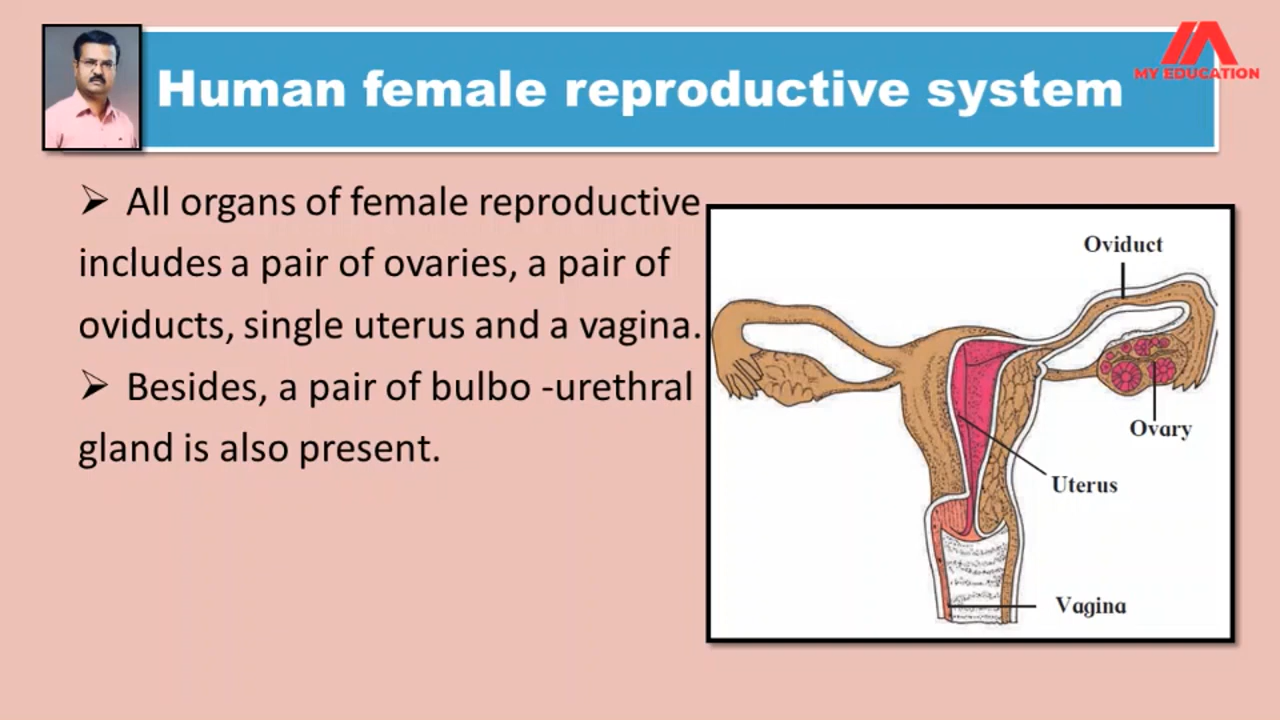 MY EDUCATION
Human female reproductive system
➢ All organs of female reproductive
includes a pair of ovaries, a pair of
oviducts, single uterus and a vagina.
➢ Besides, a pair of bulbo -urethral
gland is also present.
Oviduct
Ovary
Uterus
Vagina